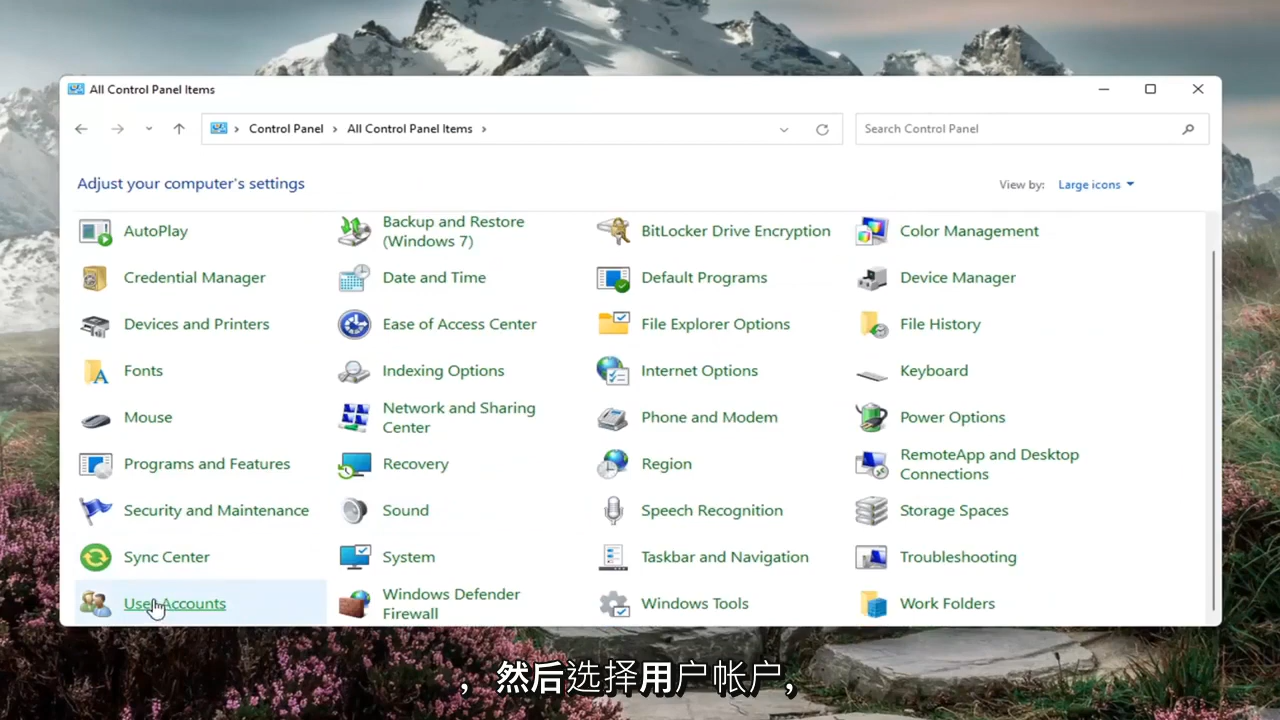 All Control Panel Items
Control Panel > All Control Panel Items >
Search Control Panel
Adjust your computer's settings
View by: Large icons
AutoPlay
Backup and Restore
(Windows 7)
BitLocker Drive Encryption
Color Management
Credential Manager
Date and Time
Default Programs
Device Manager
Devices and Printers
Ease of Access Center
File Explorer Options
File History
Fonts
Indexing Options
Internet Options
Keyboard
Mouse
Network and Sharing
Center
Phone and Modem
Power Options
Programs and Features
Recovery
Region
RemoteApp and Desktop
Connections
Security and Maintenance
Sound
Speech Recognition
Storage Spaces
Sync Center
System
Taskbar and Navigation
Troubleshooting
User Accounts
Windows Defender
Firewall
Windows Tools
Work Folders
，然后选择用户帐户，